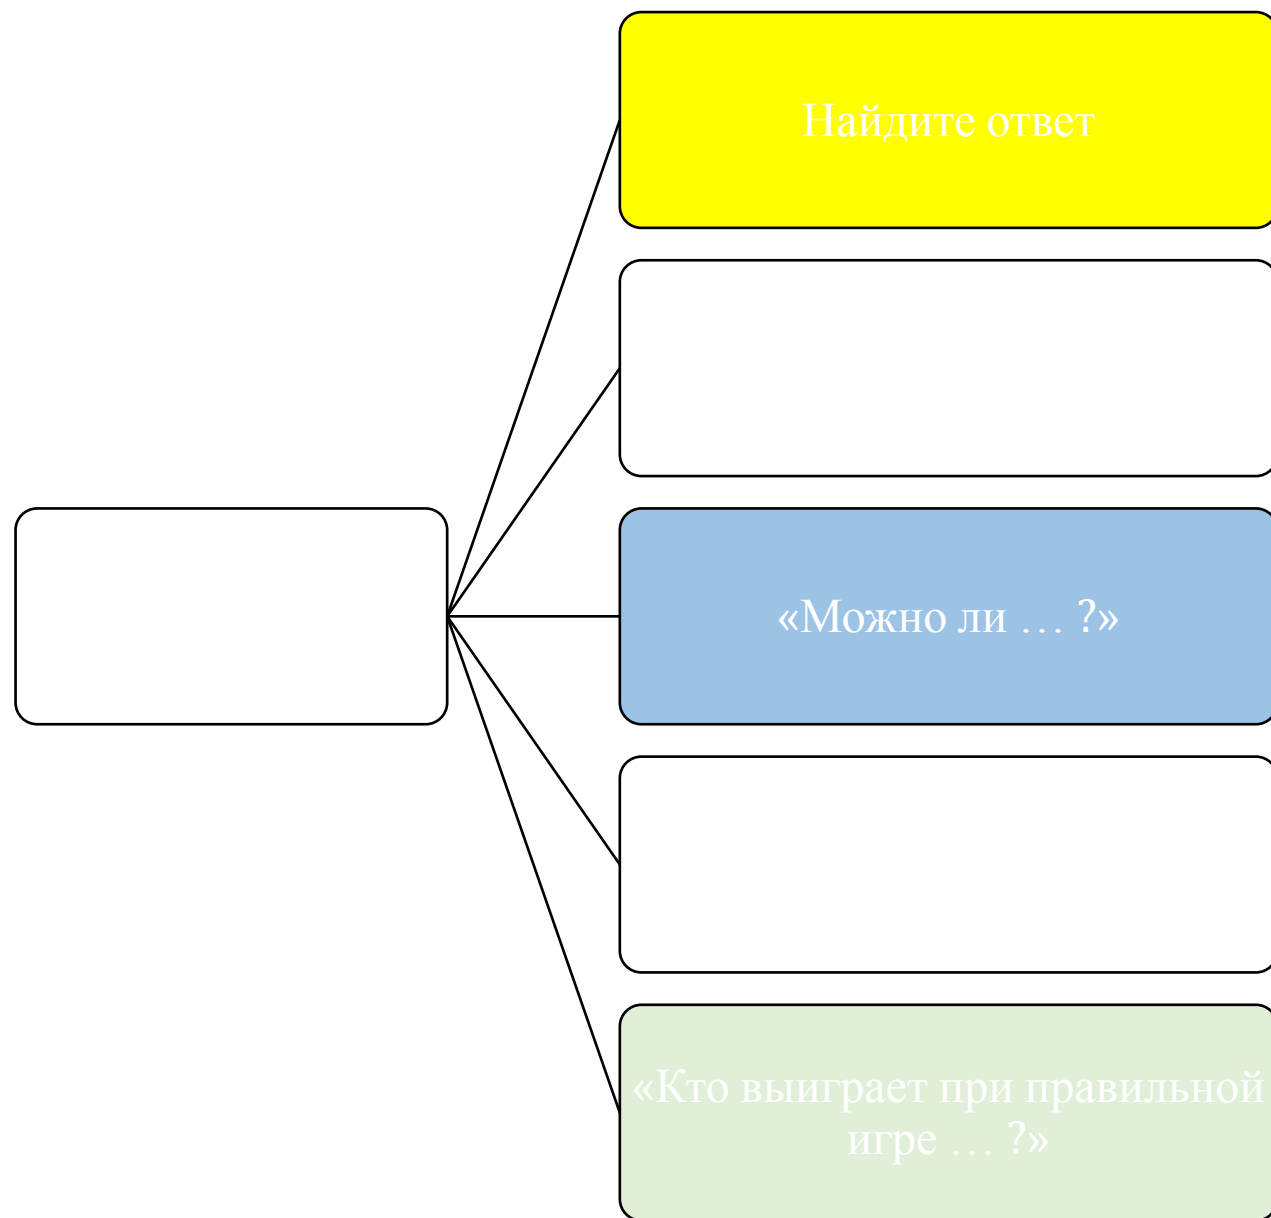 Найдите ответ
«Можно ли … ?»
«Кто выиграет при правильной
игре … ?»